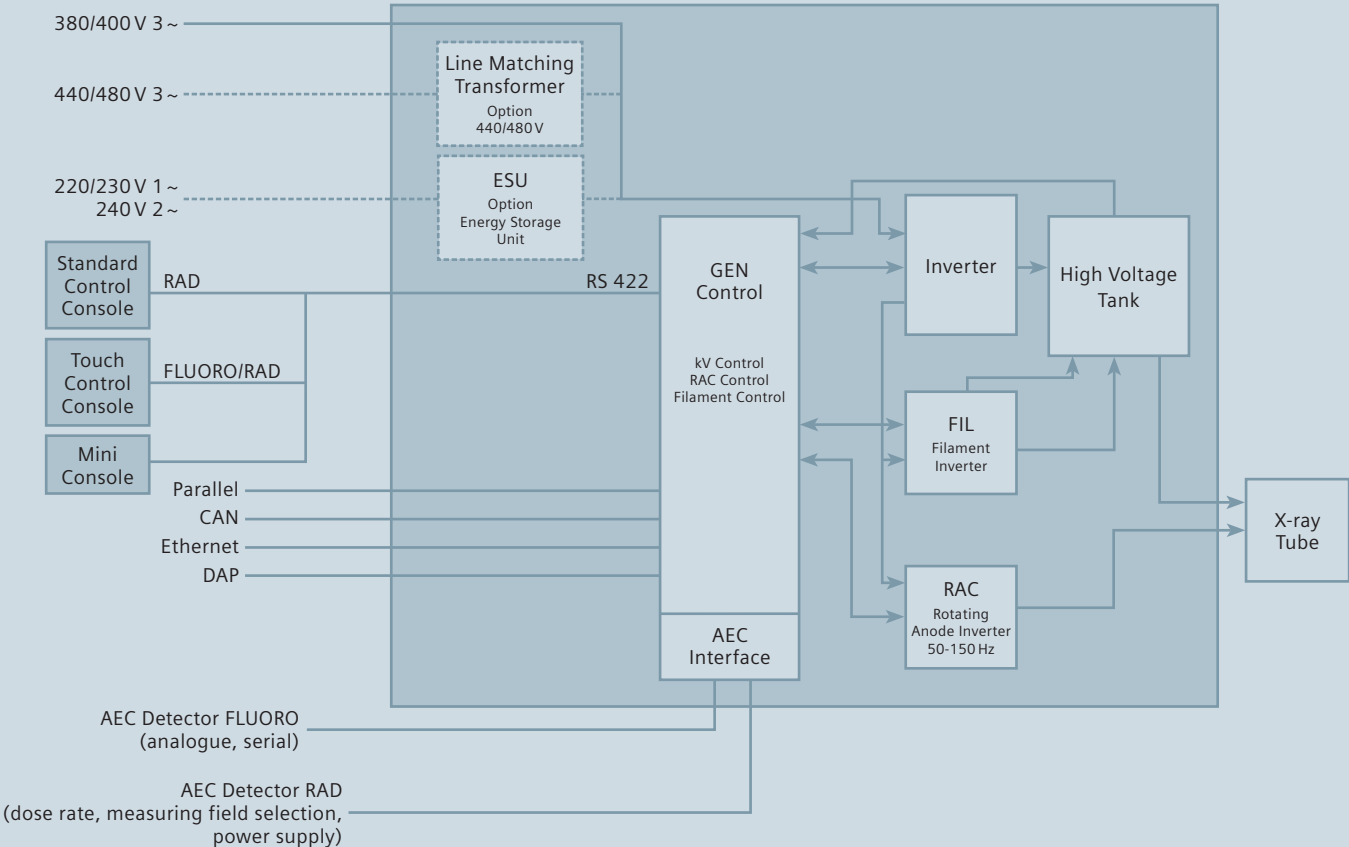 380/400 V 3 ~
Line Matching
Transformer
Option
440/480 V
440/480 V 3 ~
220/230 V 1 ~
240 V 2 ~
ESU
Option
Energy Storage
Unit
Standard
Control
Console
RAD
RS 422
Touch
Control
Console
FLUORO/RAD
Mini
Console
Parallel
CAN
Ethernet
DAP
GEN
Control
kV Control
RAC Control
Filament Control
AEC
Interface
Inverter
High Voltage
Tank
FIL
Filament
Inverter
RAC
Rotating
Anode Inverter
50-150 Hz
X-ray
Tube
AEC Detector FLUORO
(analogue, serial)
AEC Detector RAD
(dose rate, measuring field selection,
power supply)